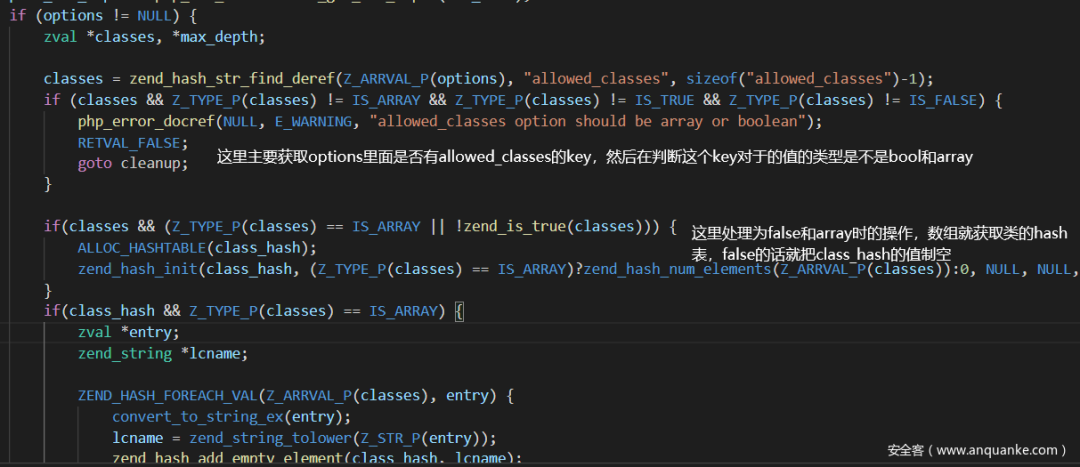 if (options != NULL) {
zval *classes, *max_depth;
classes = zend_hash_str_find_deref(Z_ARRVAL_P(options), "allowed_classes", sizeof("allowed_classes")-1);
if (classes && Z_TYPE_P(classes) != IS_ARRAY && Z_TYPE_P(classes) != IS_TRUE && Z_TYPE_P(classes) != IS_FALSE) {
php_error_docref(NULL, E_WARNING, "allowed_classes option should be array or boolean");
RETVAL_FALSE;
goto cleanup;
这里主要获取options里面是否有allowed_classes的key，然后在判断这个key对于的值的类型是不是bool和array
}
if(classes && (Z_TYPE_P(classes) == IS_ARRAY || !zend_is_true(classes))) {
这里处理为false和array时的操作，数组就获取类的hash
表，false的话就把class_hash的值制空
ALLOC_HASHTABLE(class_hash);
zend_hash_init(class_hash, (Z_TYPE_P(classes) == IS_ARRAY)?zend_hash_num_elements(Z_ARRVAL_P(classes)):0, NULL, NULL,
}
if(class_hash && Z_TYPE_P(classes) == IS_ARRAY) {
zval *entry;
zend_string *lcname;
ZEND_HASH_FOREACH_VAL(Z_ARRVAL_P(classes), entry) {
convert_to_string_ex(entry);
lcname = zend_string_tolower(Z_STR_P(entry));
zend_hash_add_empty_element(class_hash, lcname);
安全客（www.anquanke.com）